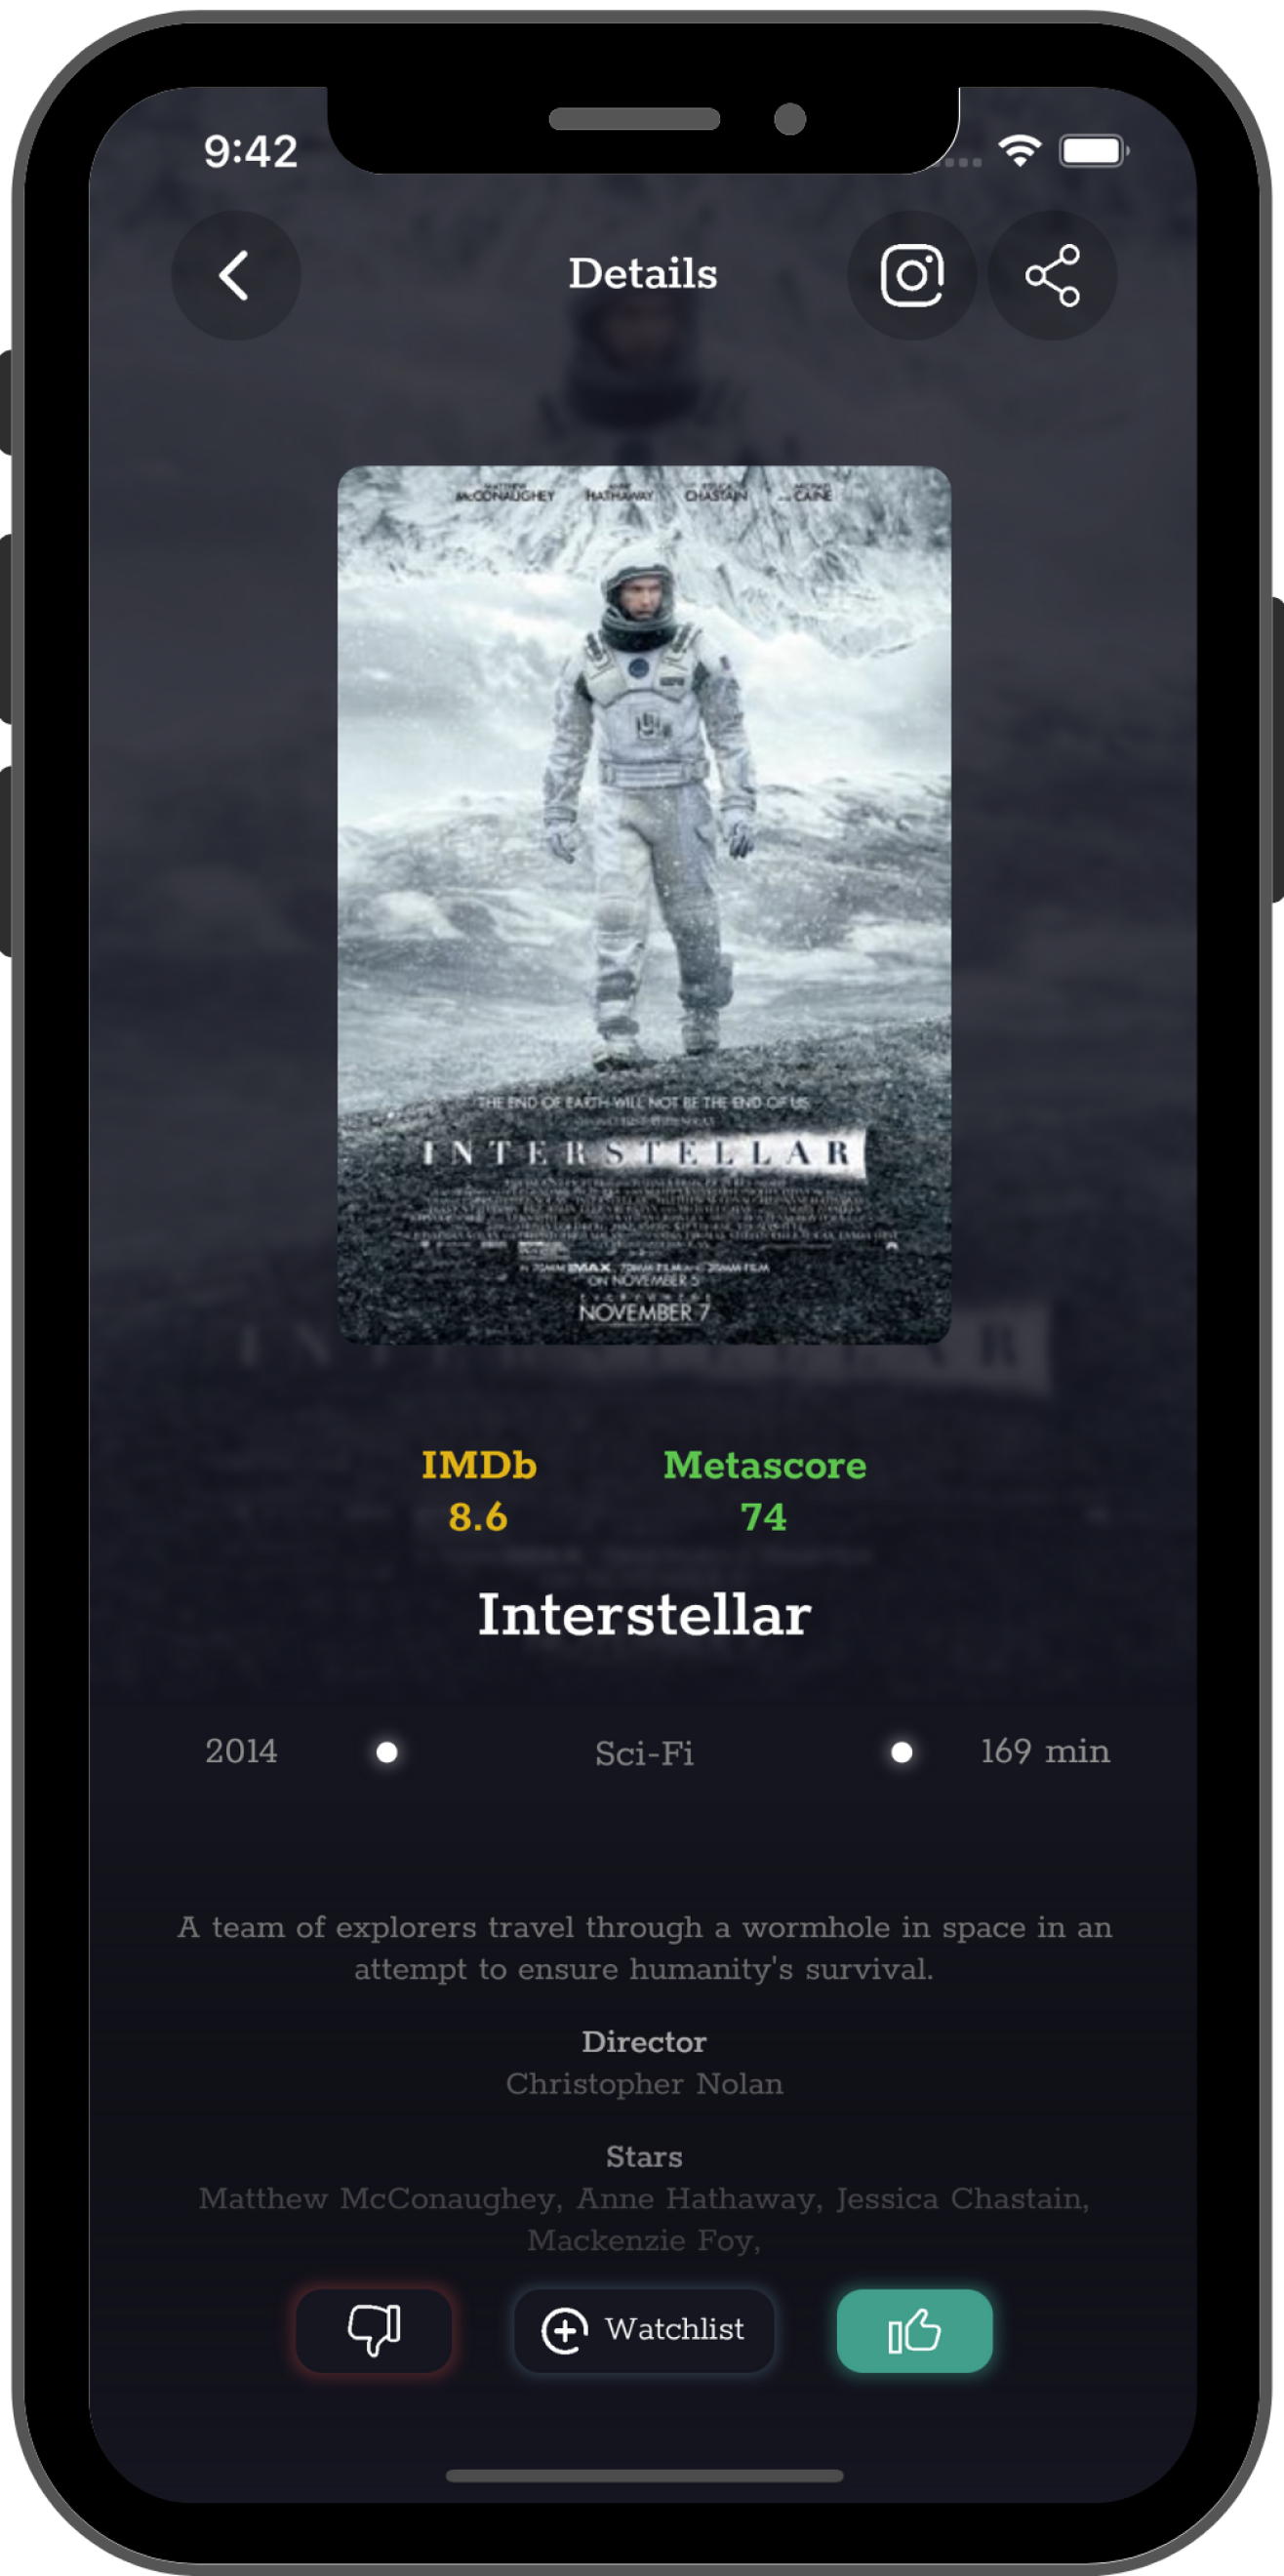 9:42
Details
McCONAUGHEY HATHAWAY CHASTAIN CAINE
THE END OF EARTH WILL NOT BE THE END OF US
INTERSTELLAR
IMAX
ON NOVEMBER 5
NOVEMBER 7
IMDb Metascore
8.6 74
Interstellar
2014 Sci-Fi 169 min
A team of explorers travel through a wormhole in space in an
attempt to ensure humanity's survival.
Director
Christopher Nolan
Stars
Matthew McConaughey, Anne Hathaway, Jessica Chastain,
Mackenzie Foy,
Watchlist